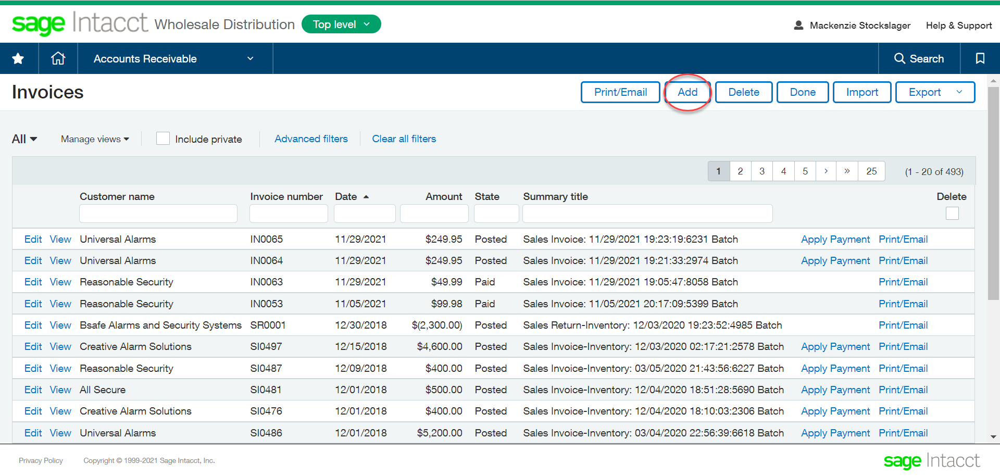 sage Intacct Wholesale Distribution Top level Mackenzie Stockslager Help & Support
Accounts Receivable Search
Invoices Print/Email Add Delete Done Import Export
All Manage views Include private Advanced filters Clear all filters
1 2 3 4 5 › » 25 (1 - 20 of 493)
Customer name Invoice number Date Amount State Summary title Delete
Edit View Universal Alarms IN0065 11/29/2021 $249.95 Posted Sales Invoice: 11/29/2021 19:23:19:6231 Batch Apply Payment Print/Email
Edit View Universal Alarms IN0064 11/29/2021 $249.95 Posted Sales Invoice: 11/29/2021 19:21:33:2974 Batch Apply Payment Print/Email
Edit View Reasonable Security IN0063 11/29/2021 $49.99 Paid Sales Invoice: 11/29/2021 19:05:47:8058 Batch Print/Email
Edit View Reasonable Security IN0053 11/05/2021 $99.98 Paid Sales Invoice: 11/05/2021 20:17:09:5399 Batch Print/Email
Edit View Bsafe Alarms and Security Systems SR0001 12/30/2018 $(2,300.00) Posted Sales Return-Inventory: 12/03/2020 19:23:52:4985 Batch Print/Email
Edit View Creative Alarm Solutions SI0497 12/15/2018 $4,600.00 Posted Sales Invoice-Inventory: 12/03/2020 02:17:21:2578 Batch Apply Payment Print/Email
Edit View Reasonable Security SI0487 12/09/2018 $400.00 Posted Sales Invoice-Inventory: 03/05/2020 21:43:56:6227 Batch Apply Payment Print/Email
Edit View All Secure SI0481 12/01/2018 $500.00 Posted Sales Invoice-Inventory: 12/04/2020 18:51:28:5690 Batch Apply Payment Print/Email
Edit View Creative Alarm Solutions SI0476 12/01/2018 $400.00 Posted Sales Invoice-Inventory: 12/04/2020 18:10:03:2306 Batch Apply Payment Print/Email
Edit View Universal Alarms SI0486 12/01/2018 $5,200.00 Posted Sales Invoice-Inventory: 03/04/2020 22:56:39:6618 Batch Apply Payment Print/Email
Privacy Policy Copyright © 1999-2021 Sage Intacct, Inc. sage Intacct